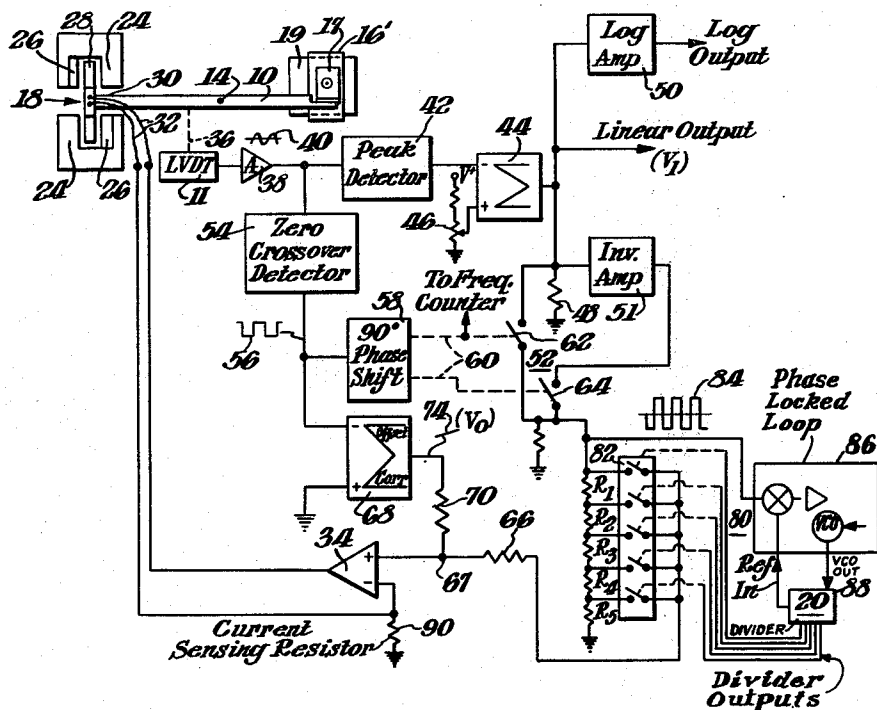 28
24
26
18
30
14
10
19
17
16'
32
24
26
36
40
LVDT
11
A
38
42
Peak
Detector
44
V+
46
+
Σ
Log
Amp
50
Log
Output
Linear Output
(V1)
54
Zero
Crossover
Detector
To Freq.
Counter
Inv.
Amp
51
48
56
58
90°
Phase
Shift
60
62
52
64
84
Phase
Locked
Loop
86
74
(V0)
-
Offset
Corr
+
68
70
82
R1
R2
R3
R4
R5
80
VCO
VCO
OUT
Ref
In
20
88
DIVIDER
34
+
-
66
67
Current
Sensing Resistor
90
Divider
Outputs